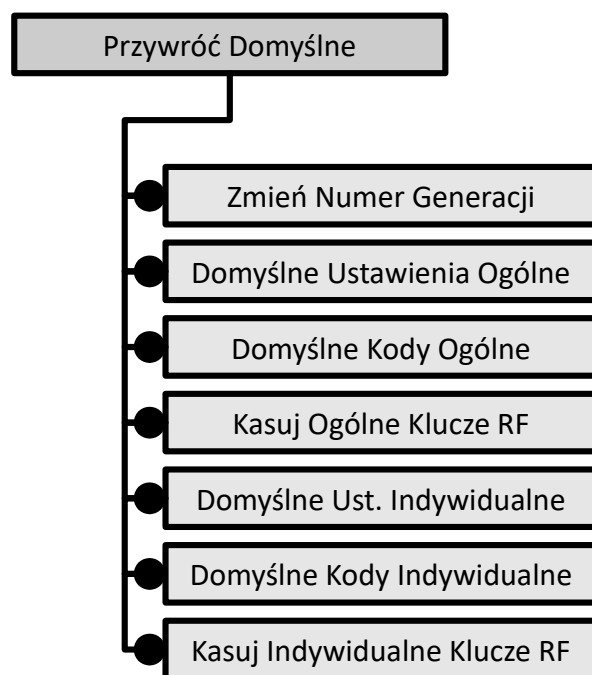 Przywróć Domyślne
Zmień Numer Generacji
Domyślne Ustawienia Ogólne
Domyślne Kody Ogólne
Kasuj Ogólne Klucze RF
Domyślne Ust. Indywidualne
Domyślne Kody Indywidualne
Kasuj Indywidualne Klucze RF